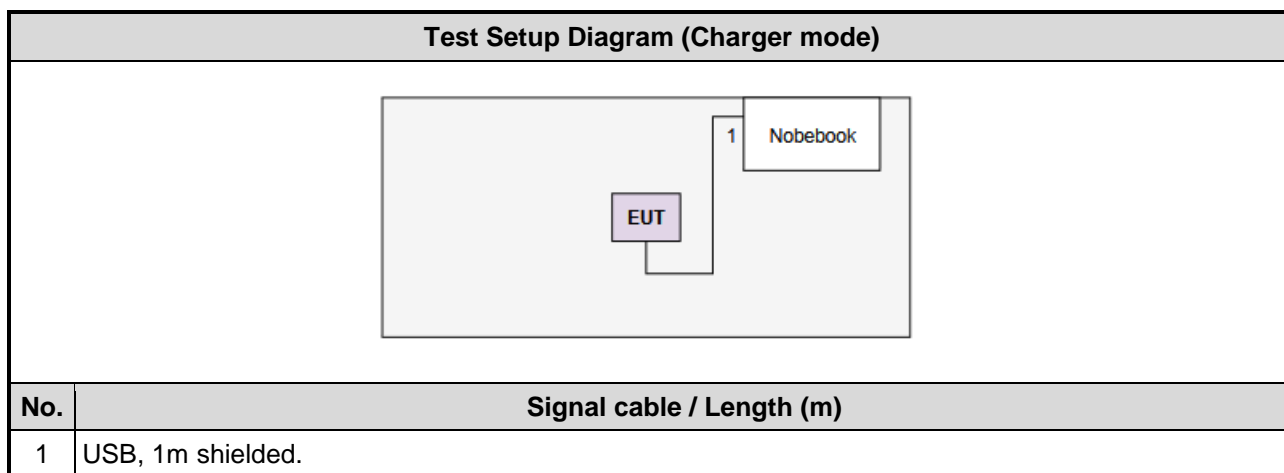 Test Setup Diagram (Charger mode)
1 Nobebook
EUT
No. Signal cable / Length (m)
1 USB, 1m shielded.